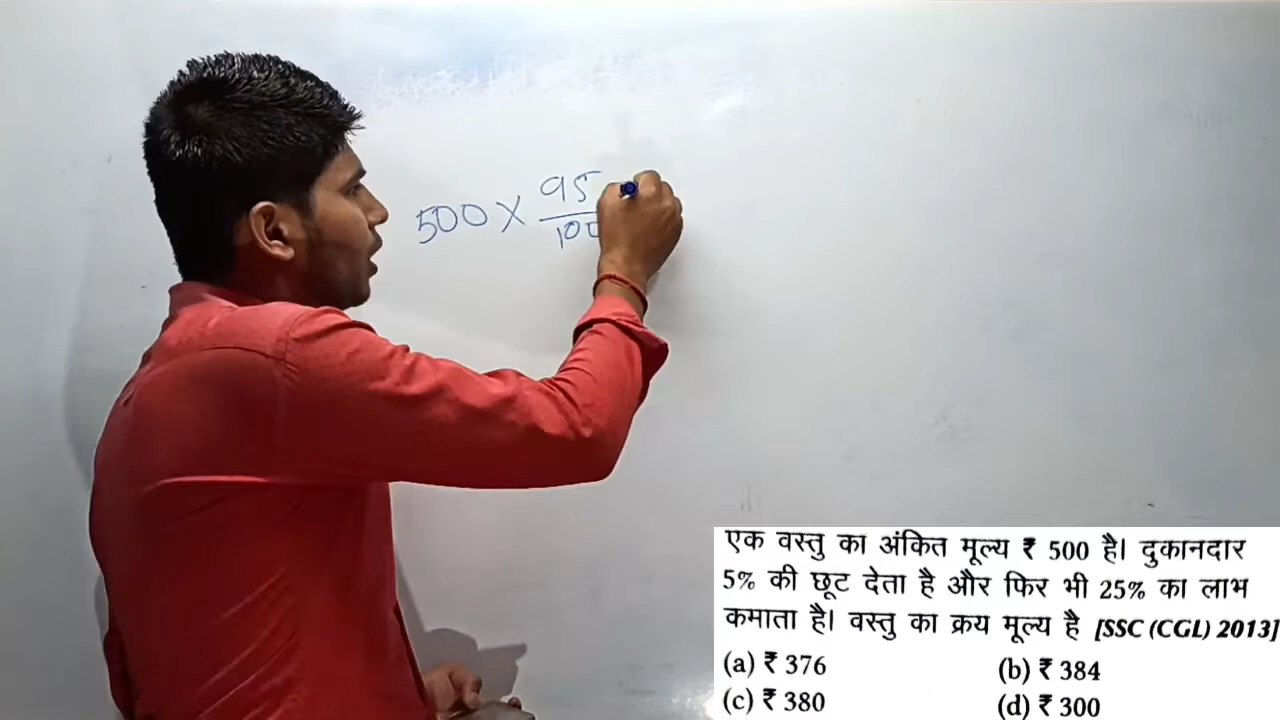 500 × 95/100
एक वस्तु का अंकित मूल्य ₹ 500 है। दुकानदार
5% की छूट देता है और फिर भी 25% का लाभ
कमाता है। वस्तु का क्रय मूल्य है [SSC (CGL) 2013]
(a) ₹ 376 (b) ₹ 384
(c) ₹ 380 (d) ₹ 300